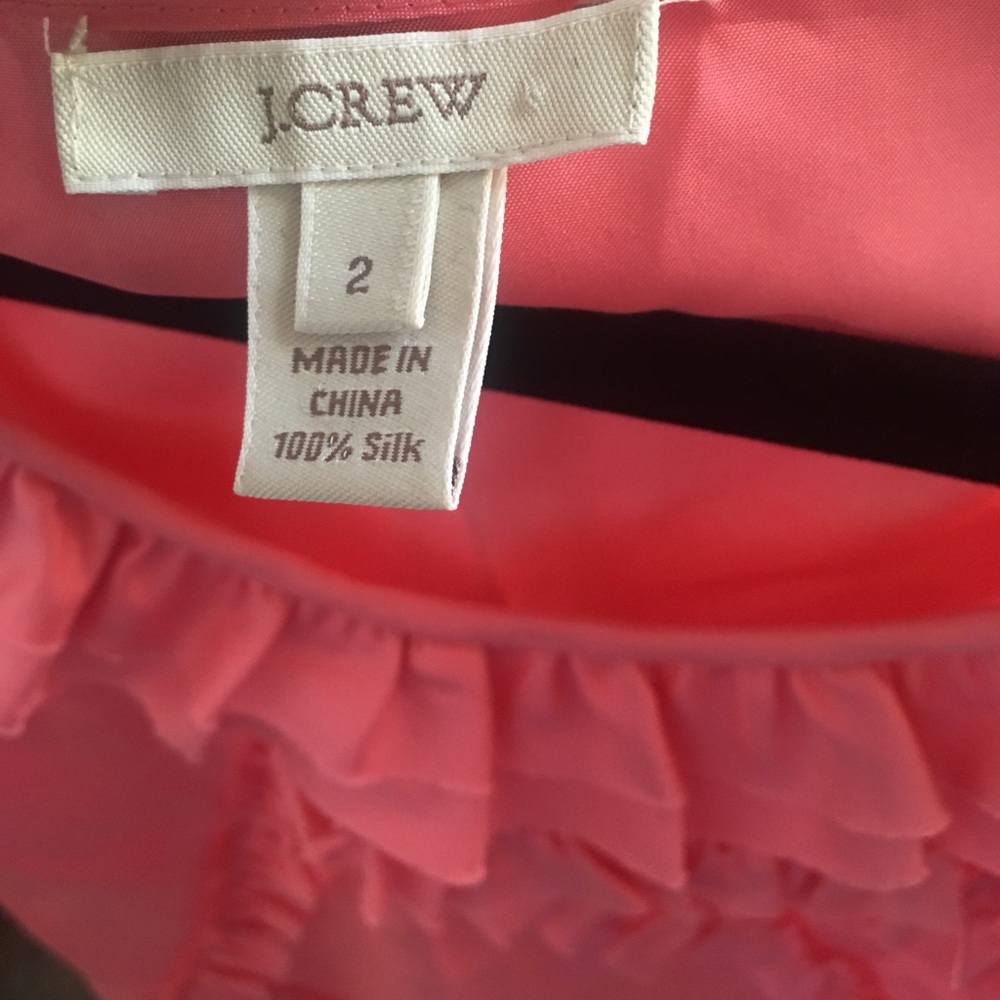 J.CREW
2
MADE IN
CHINA
100% Silk